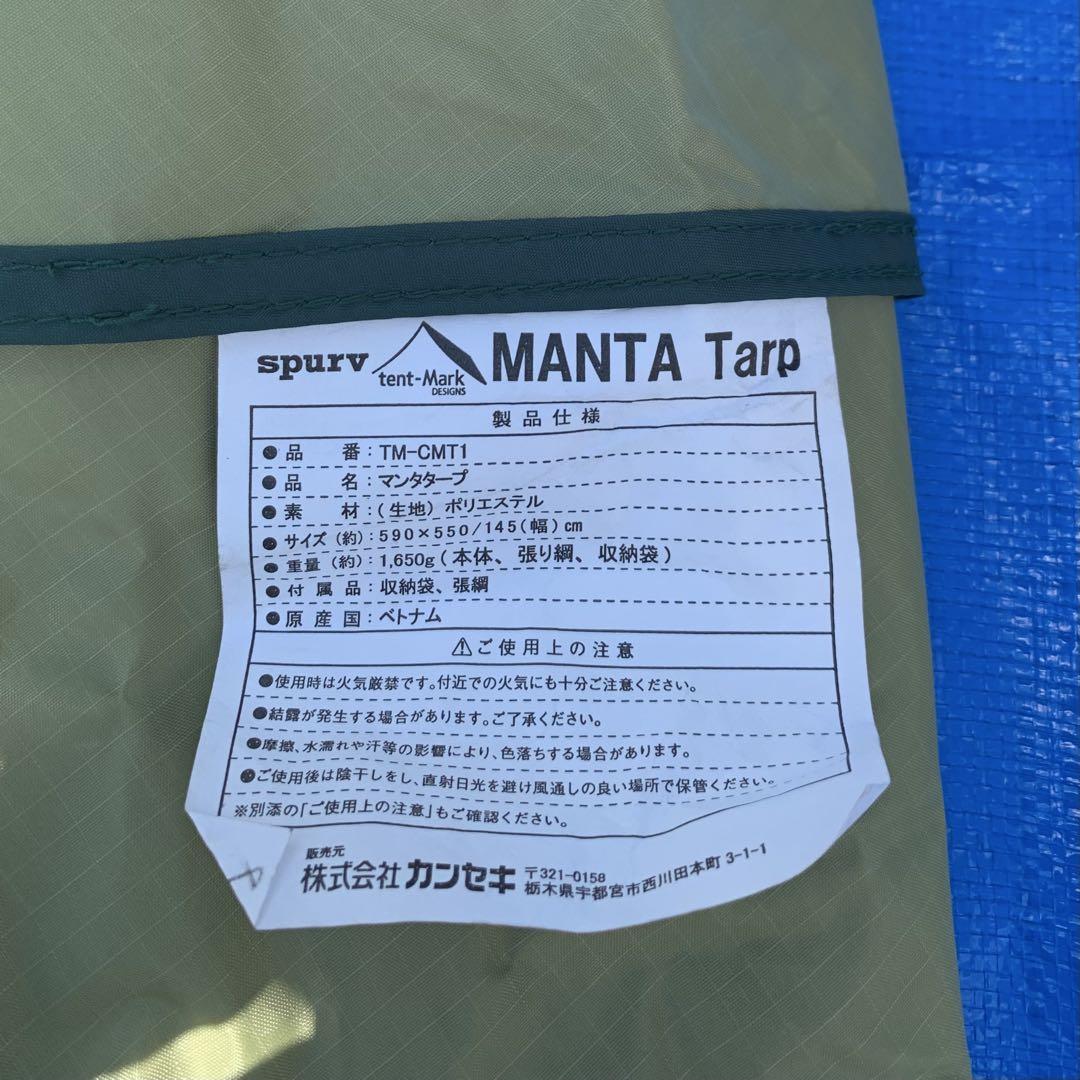 spurv tent-Mark DESIGNS MANTA Tarp
製品仕様
●品 番：TM-CMT1
●品 名：マンタタープ
●素 材：（生地）ポリエステル
●サイズ（約）：590×550/145（幅）cm
●重量（約）：1,650g（本体、張り綱、収納袋）
●付属品：収納袋、張綱
●原産国：ベトナム
⚠ご使用上の注意
●使用時は火気厳禁です。付近での火気にも十分ご注意ください。
●結露が発生する場合があります。ご了承ください。
●摩擦、水濡れや汗等の影響により、色落ちする場合があります。
●ご使用後は陰干しをし、直射日光を避け風通しの良い場所で保管ください。
※別添の「ご使用上の注意」もご確認ください。
販売元
株式会社 カンセキ 〒321-0158
栃木県宇都宮市西川田本町 3-1-1